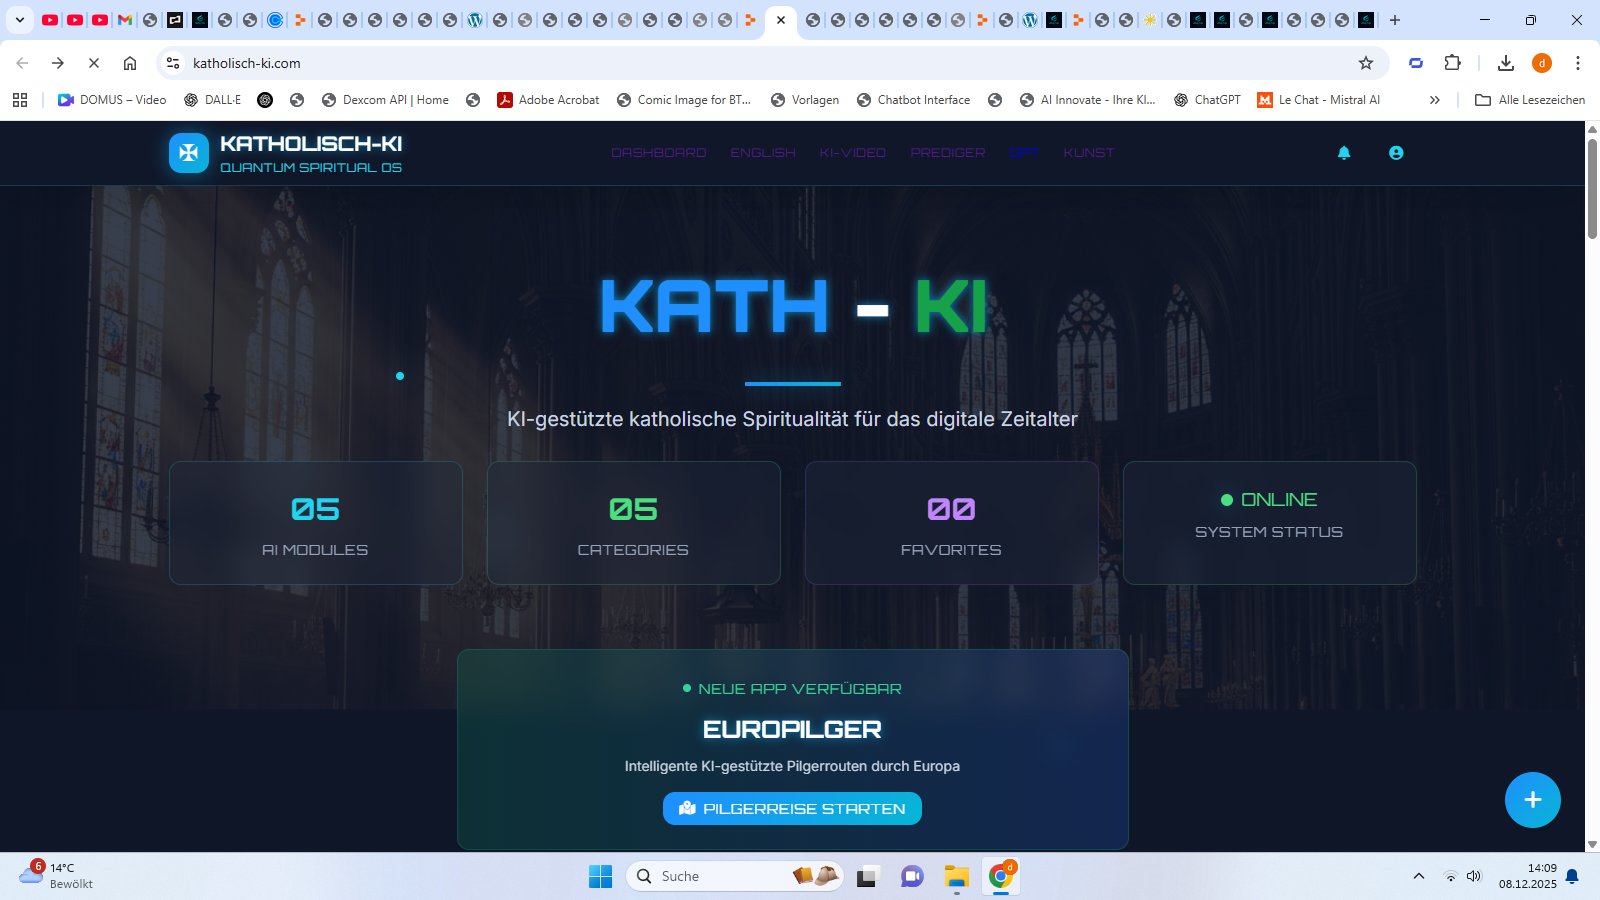 katholisch-ki.com
DOMUS – Video
DALL·E
Dexcom API | Home
Adobe Acrobat
Comic Image for BT...
Vorlagen
Chatbot Interface
AI Innovate - Ihre KI...
ChatGPT
Le Chat - Mistral AI
Alle Lesezeichen
d
KATHOLISCH-KI
QUANTUM SPIRITUAL OS
DASHBOARD
ENGLISH
KI-VIDEO
PREDIGER
GPT
KUNST
KATH - KI
KI-gestützte katholische Spiritualität für das digitale Zeitalter
05
AI MODULES
05
CATEGORIES
00
FAVORITES
ONLINE
SYSTEM STATUS
NEUE APP VERFÜGBAR
EUROPILGER
Intelligente KI-gestützte Pilgerrouten durch Europa
PILGERREISE STARTEN
6
14°C
Bewölkt
Suche
d
14:09
08.12.2025